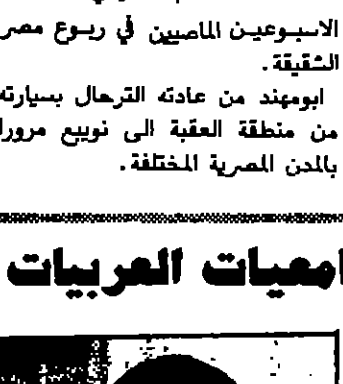 الاسبوعين الماضيين في ربوع مصر
الشقيقة .
ابومهند من عادته الترحال بسيارته
من منطقة العقبة الى نويبع مرورا
بالمدن المصرية المختلفة .
امعيات العربيات